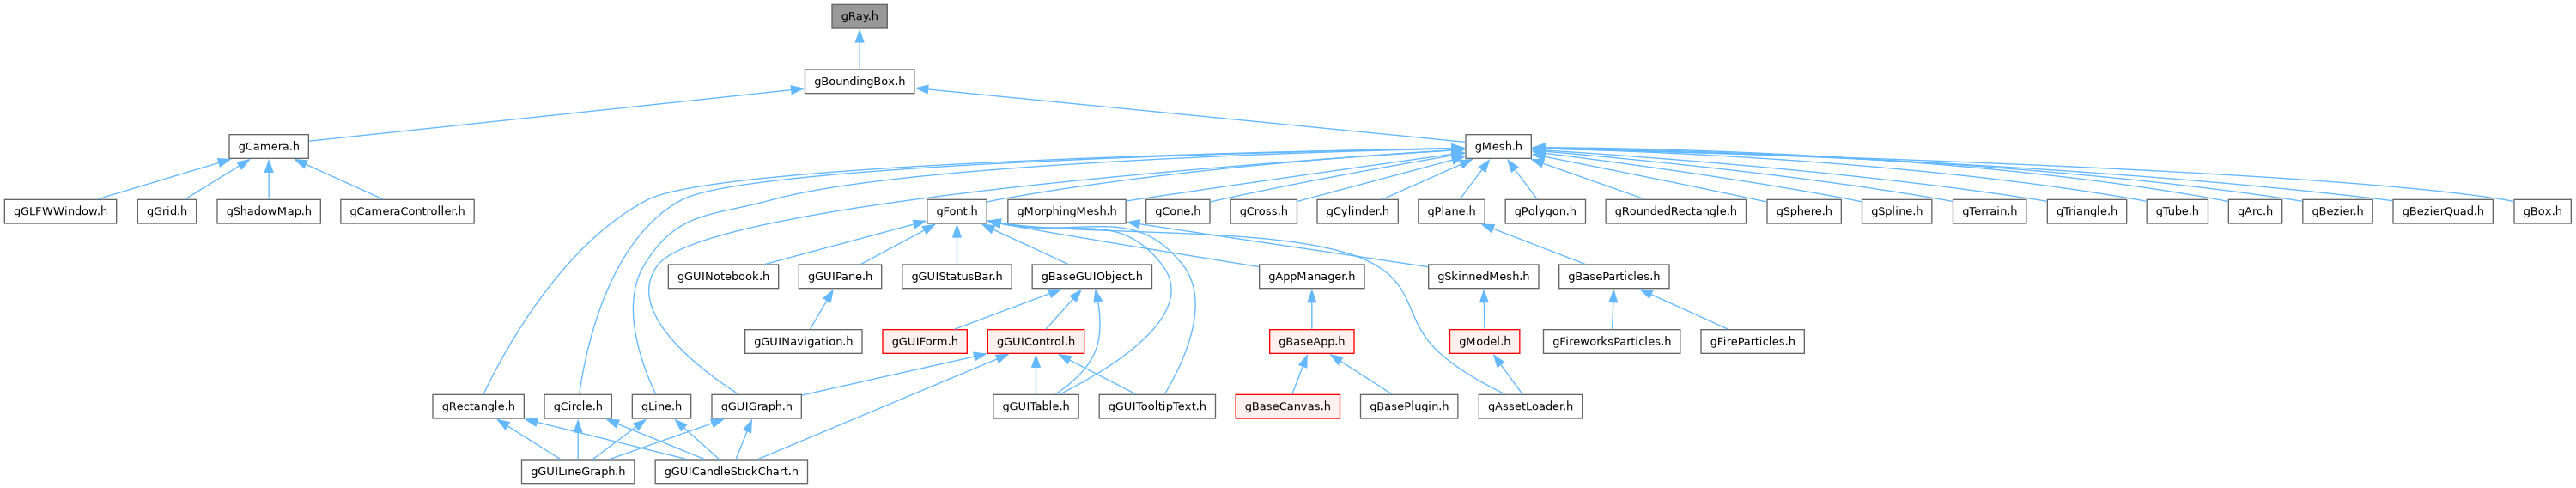 gRay.h
gBoundingBox.h
gCamera.h
gMesh.h
gGLFWWindow.h
gGrid.h
gShadowMap.h
gCameraController.h
gFont.h
gMorphingMesh.h
gCone.h
gCross.h
gCylinder.h
gPlane.h
gPolygon.h
gRoundedRectangle.h
gSphere.h
gSpline.h
gTerrain.h
gTriangle.h
gTube.h
gArc.h
gBezier.h
gBezierQuad.h
gBox.h
gGUINotebook.h
gGUIPane.h
gGUIStatusBar.h
gBaseGUIObject.h
gAppManager.h
gSkinnedMesh.h
gBaseParticles.h
gGUINavigation.h
gGUIForm.h
gGUIControl.h
gBaseApp.h
gModel.h
gFireworksParticles.h
gFireParticles.h
gRectangle.h
gCircle.h
gLine.h
gGUIGraph.h
gGUITable.h
gGUITooltipText.h
gBaseCanvas.h
gBasePlugin.h
gAssetLoader.h
gGUILineGraph.h
gGUICandleStickChart.h